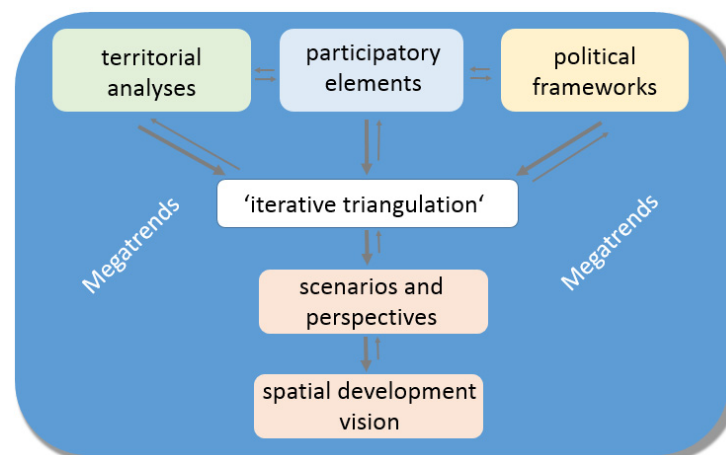 territorial
analyses
participatory
elements
political
frameworks
‘iterative triangulation‘
Megatrends
Megatrends
scenarios and
perspectives
spatial development
vision